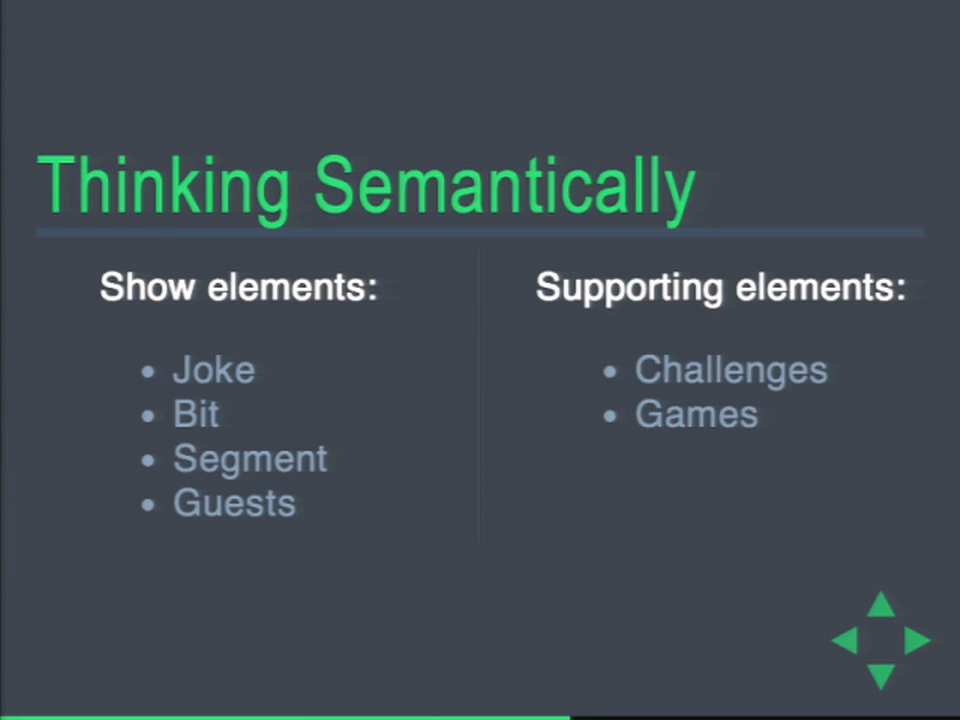 Thinking Semantically
Show elements:
Joke
Bit
Segment
Guests
Supporting elements:
Challenges
Games